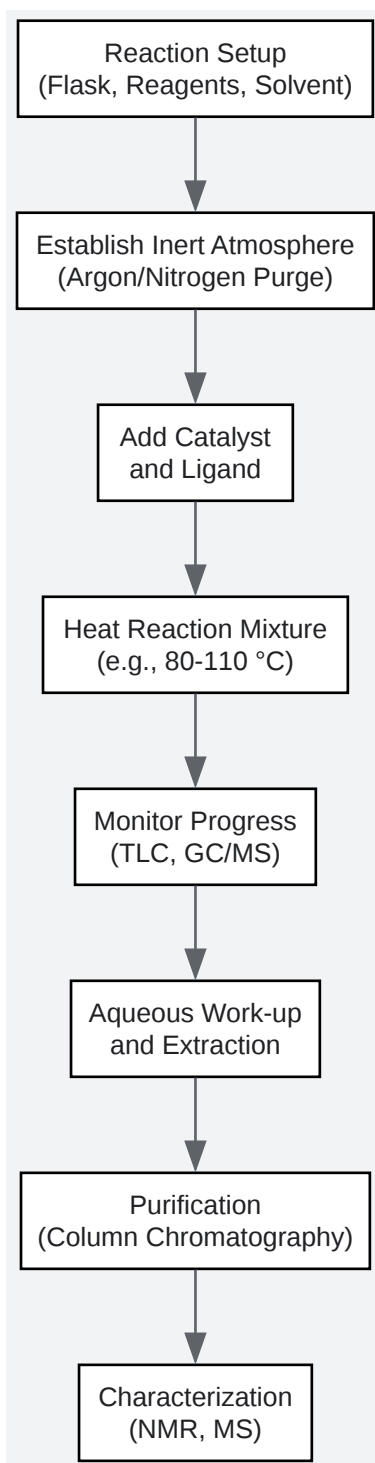 Reaction Setup
(Flask, Reagents, Solvent)
Establish Inert Atmosphere
(Argon/Nitrogen Purge)
Add Catalyst
and Ligand
Heat Reaction Mixture
(e.g., 80-110 °C)
Monitor Progress
(TLC, GC/MS)
Aqueous Work-up
and Extraction
Purification
(Column Chromatography)
Characterization
(NMR, MS)